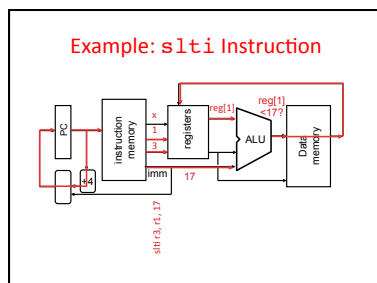 Example: slti Instruction
PC
instruction
memory
x
1
3
registers
reg[1]
ALU
reg[1]
<17?
Data
memory
+4
imm
17
slti r3, r1, 17